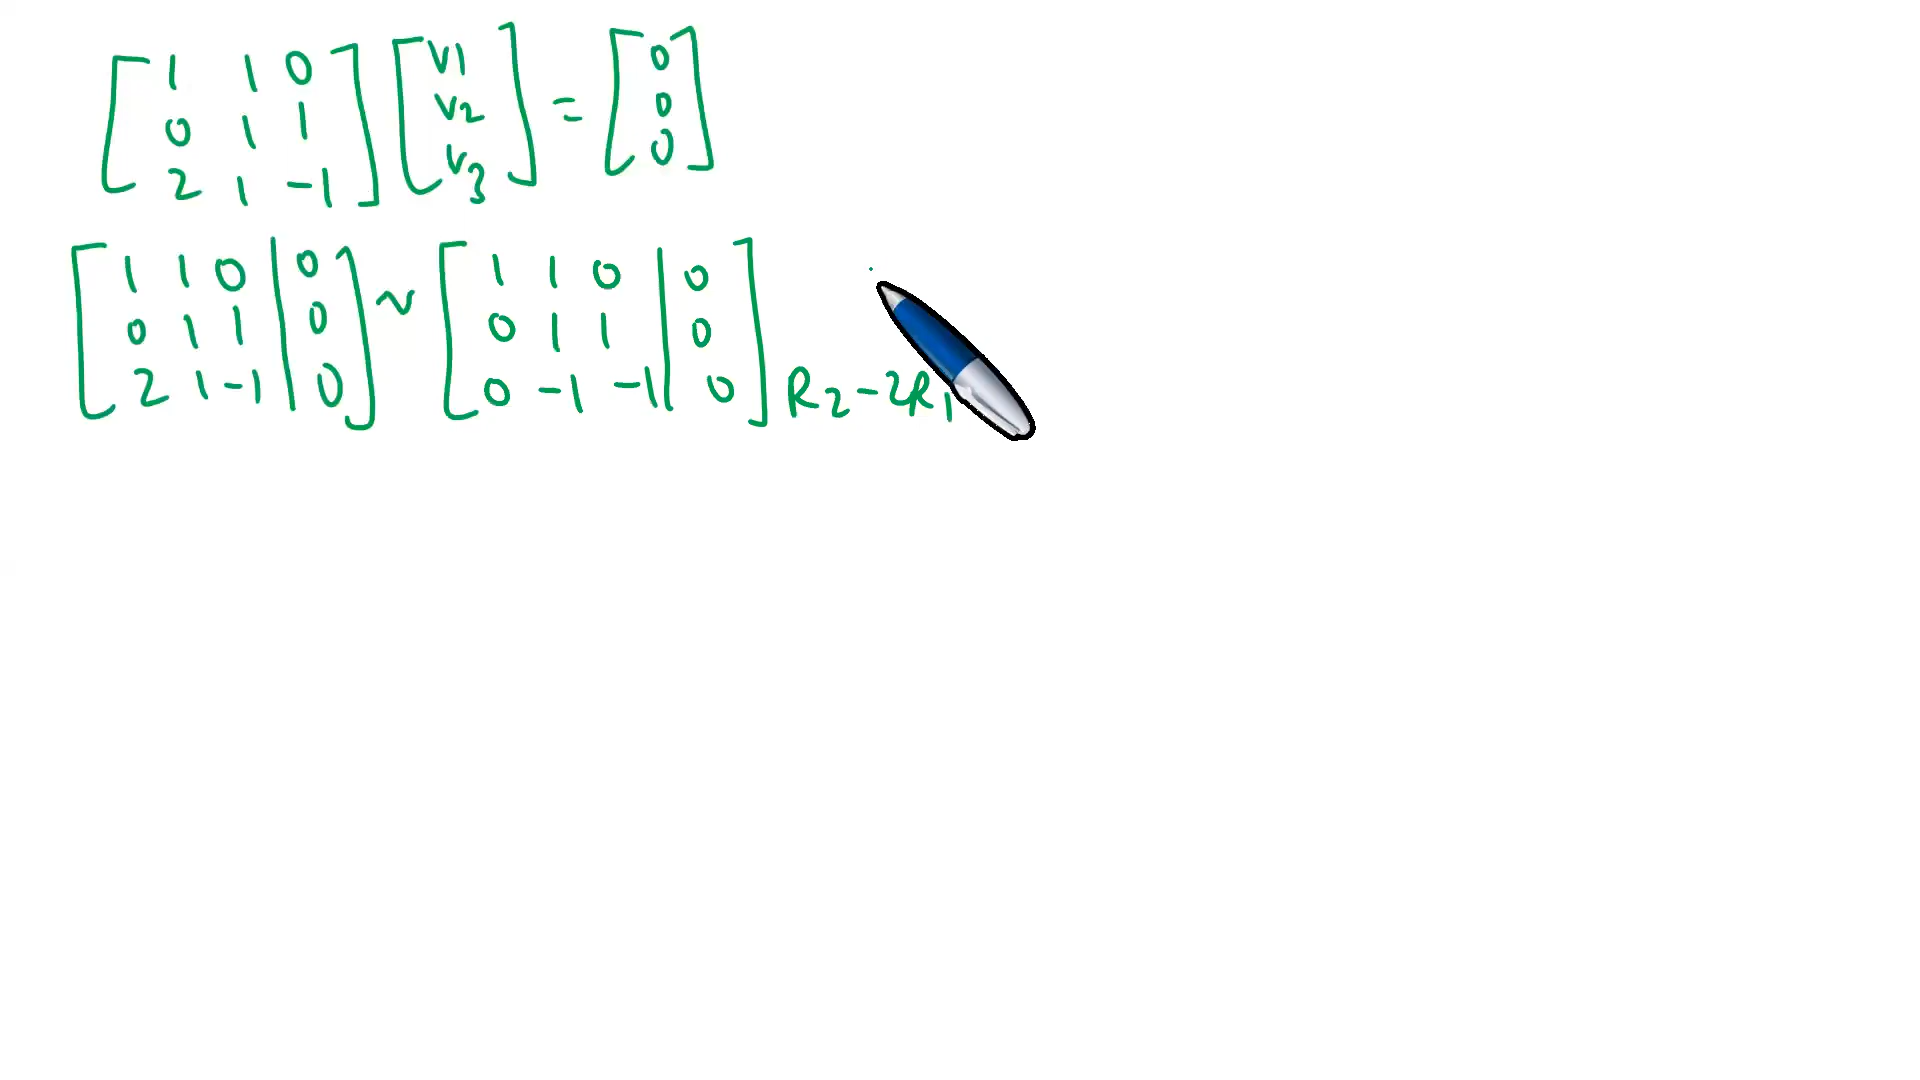 [1 1 0] [v1] = [0]
[0 1 1] [v2] [0]
[2 1 -1] [v3] [0]
[1 1 0 | 0] ~ [1 1 0 | 0]
[0 1 1 | 0] [0 1 1 | 0]
[2 1 -1 | 0] [0 -1 -1 | 0] R2 - 2R1